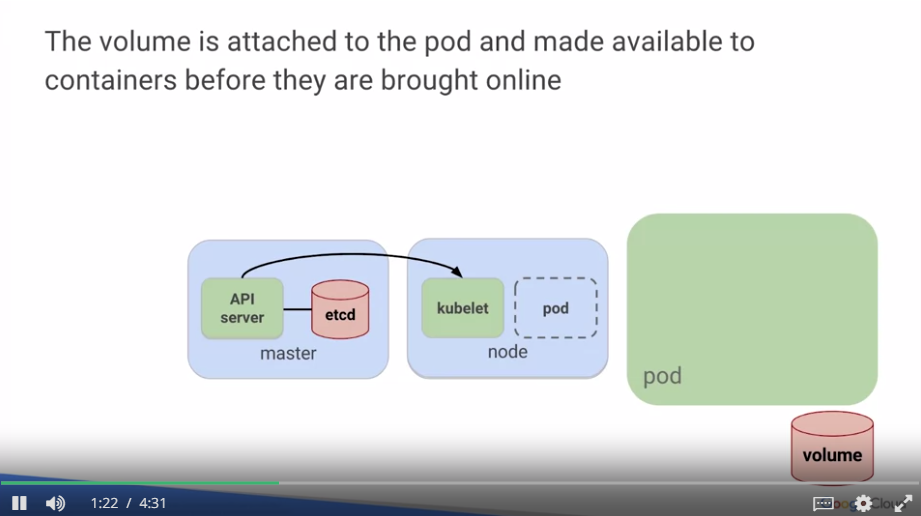 The volume is attached to the pod and made available to
containers before they are brought online
API
server
etcd
master
kubelet
pod
node
pod
volume
1:22 / 4:31